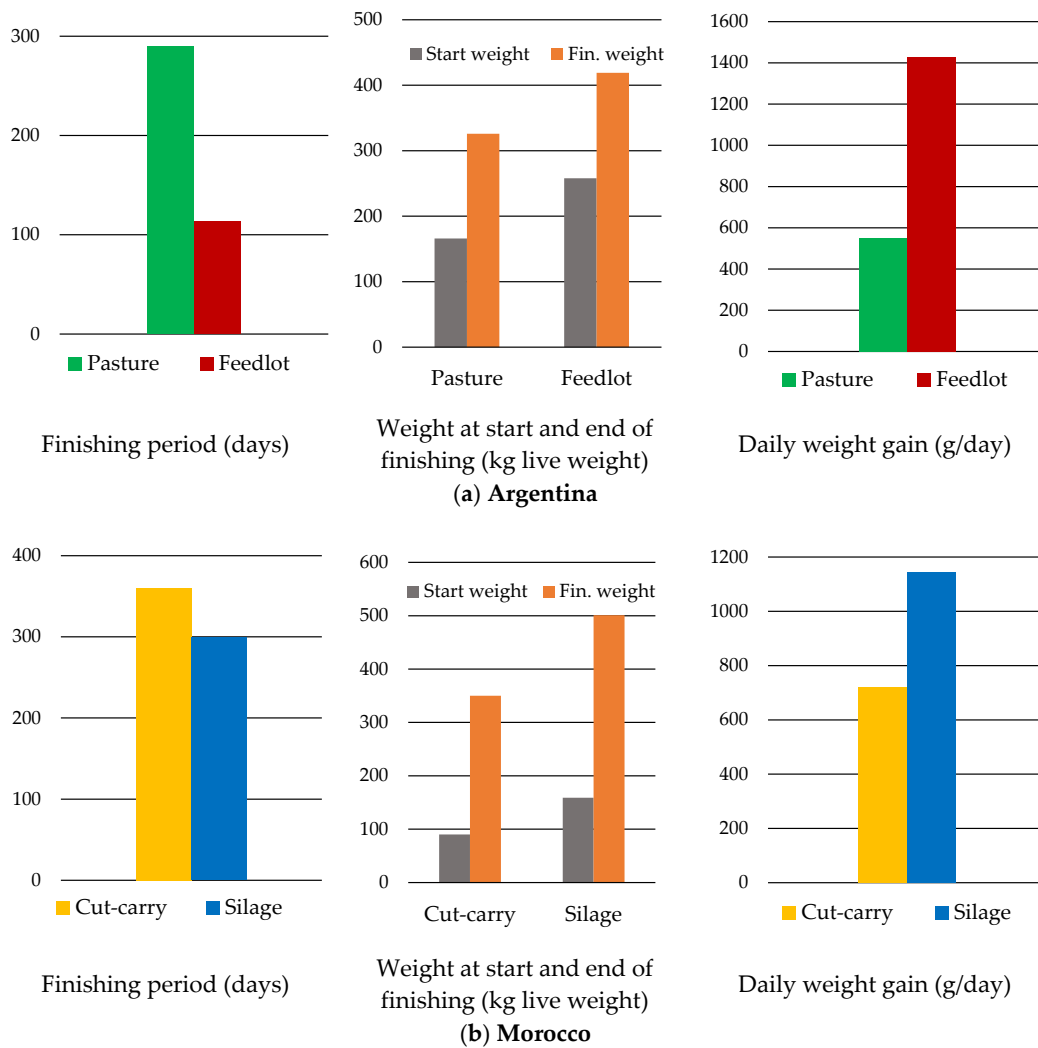 300
200
100
0
Pasture Feedlot
Finishing period (days)
500
400
300
200
100
0
Start weight Fin. weight
Pasture Feedlot
Weight at start and end of
finishing (kg live weight)
1600
1400
1200
1000
800
600
400
200
0
Pasture Feedlot
Daily weight gain (g/day)
(a) Argentina
400
300
200
100
0
Cut-carry Silage
Finishing period (days)
600
500
400
300
200
100
0
Start weight Fin. weight
Cut-carry Silage
Weight at start and end of
finishing (kg live weight)
1200
1000
800
600
400
200
0
Cut-carry Silage
Daily weight gain (g/day)
(b) Morocco